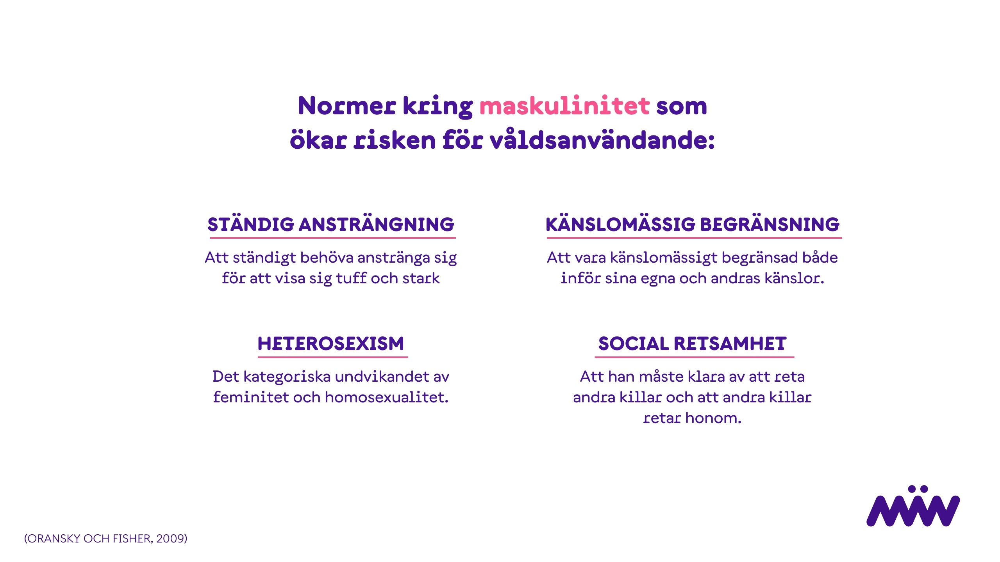 Normer kring maskulinitet som
ökar risken för våldsanvändande:
STÄNDIG ANSTRÄNGNING
Att ständigt behöva anstränga sig
för att visa sig tuff och stark
KÄNSLOMÄSSIG BEGRÄNSNING
Att vara känslomässigt begränsad både
inför sina egna och andras känslor.
HETEROSEXISM
Det kategoriska undvikandet av
feminitet och homosexualitet.
SOCIAL RETSAMHET
Att han måste klara av att reta
andra killar och att andra killar
retar honom.
MÄN
(ORANSKY OCH FISHER, 2009)